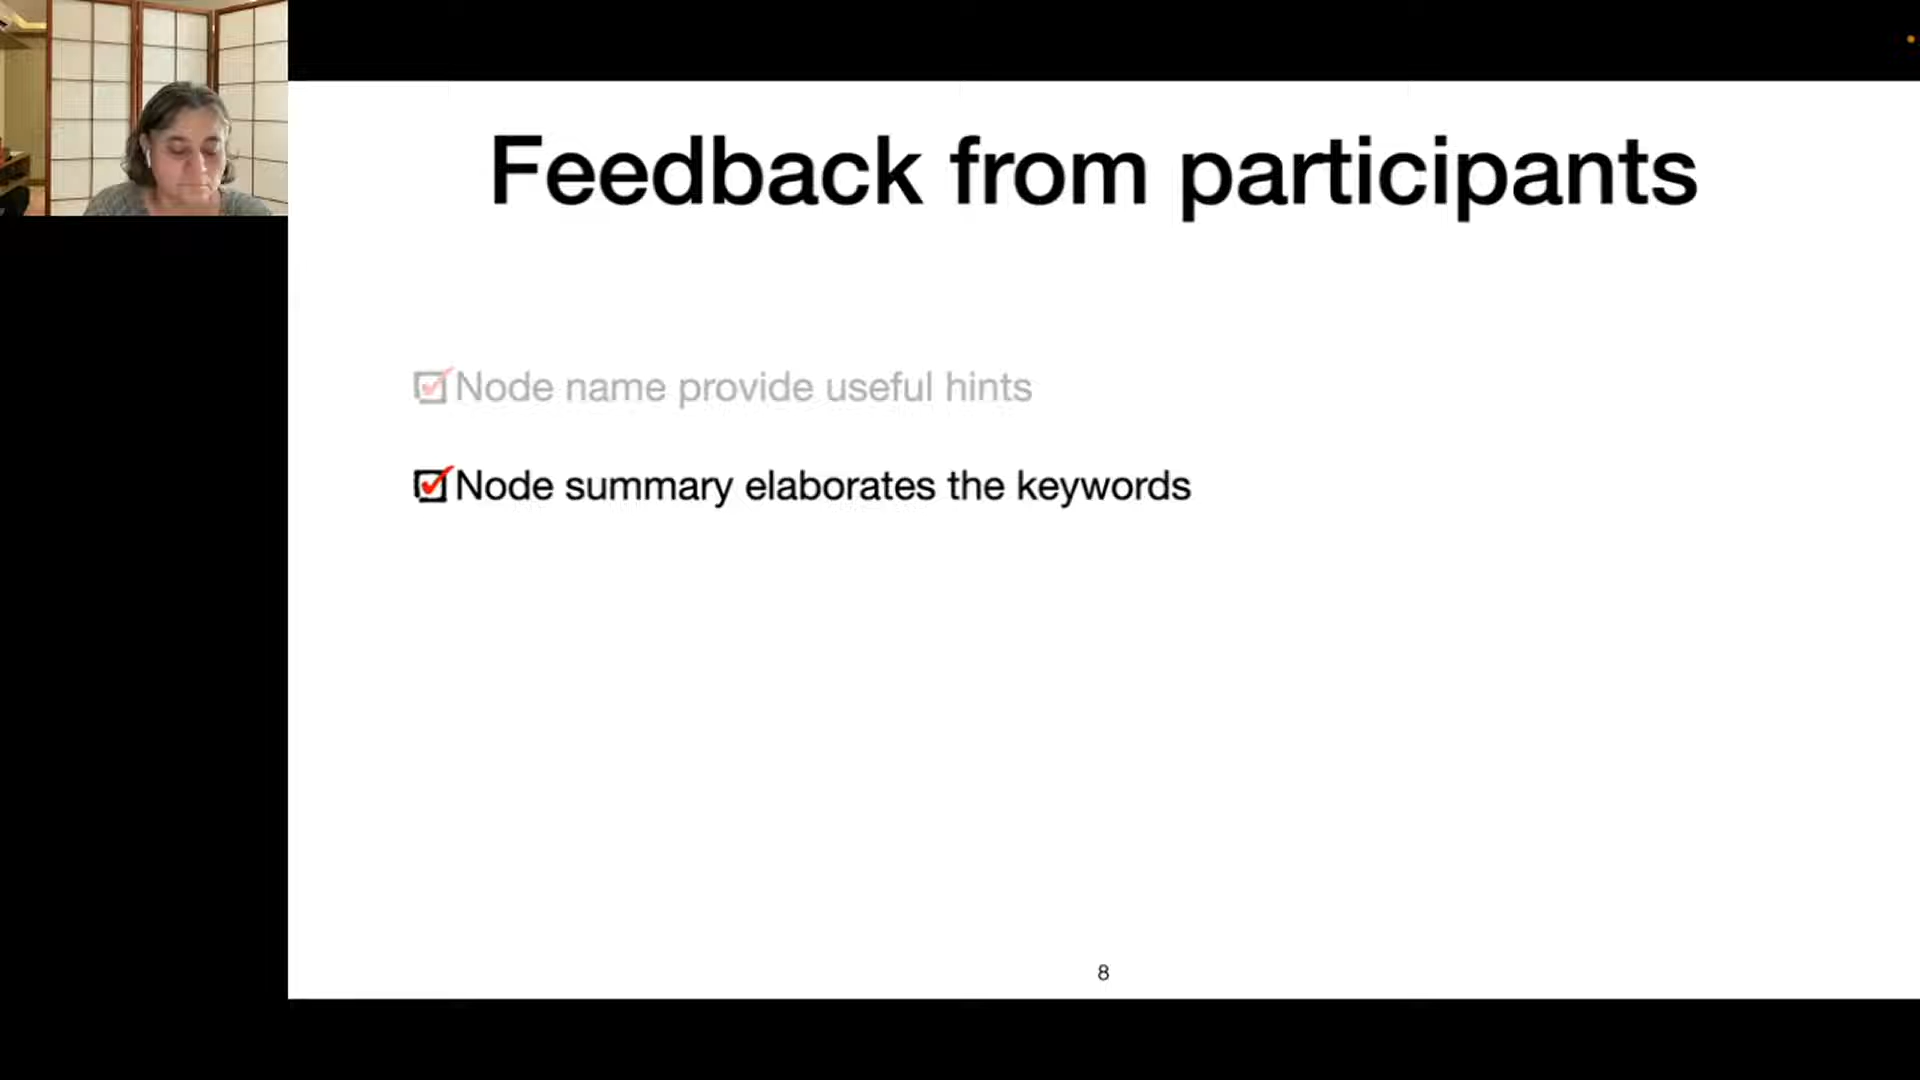 Feedback from participants
Node name provide useful hints
Node summary elaborates the keywords
8